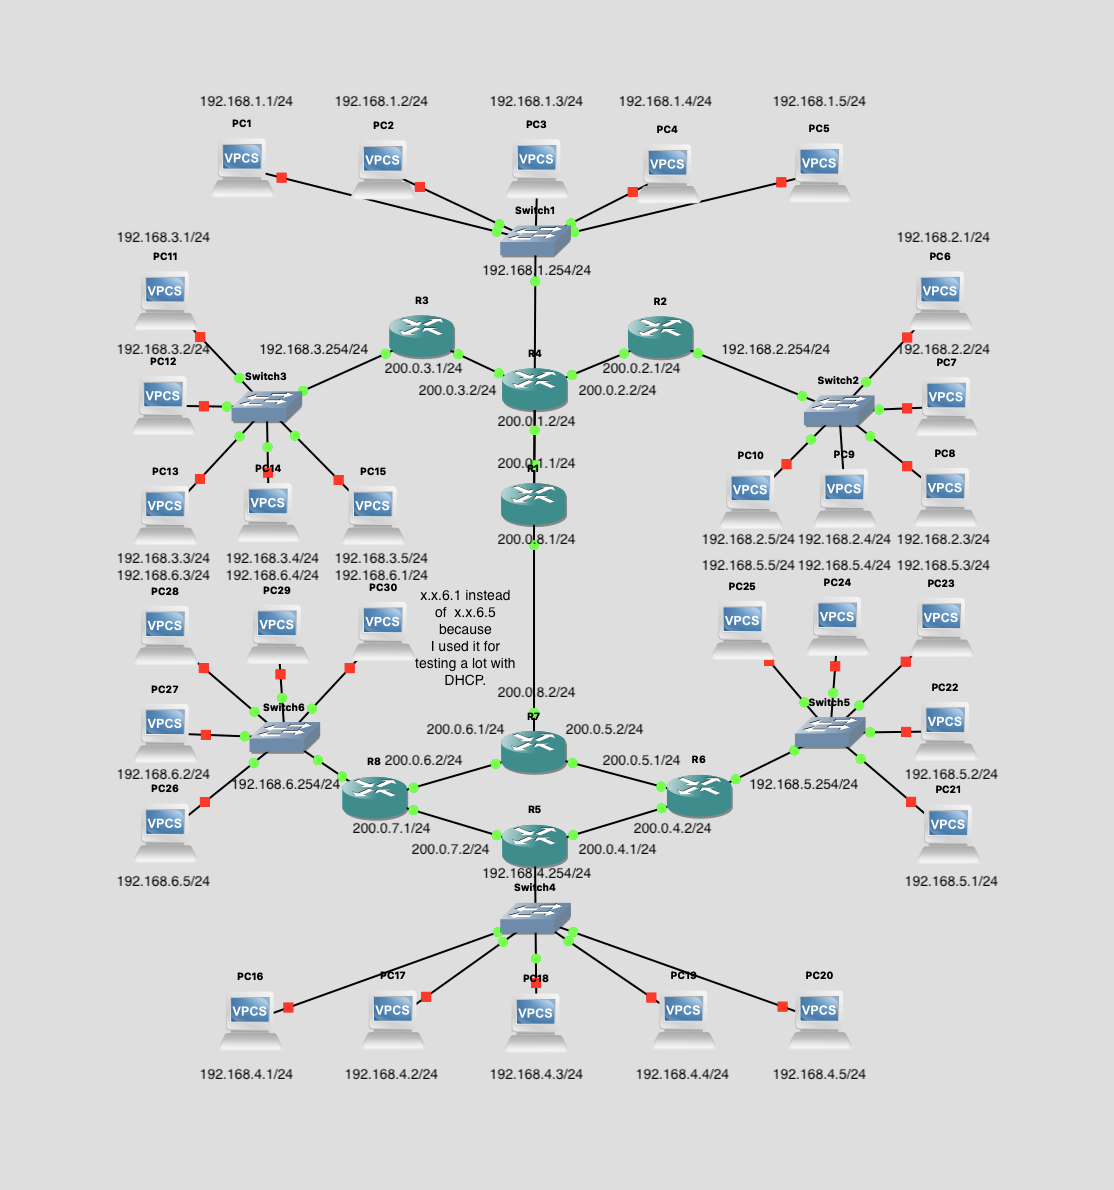 192.168.1.1/24
192.168.1.2/24
192.168.1.3/24
192.168.1.4/24
192.168.1.5/24
PC1
PC2
PC3
PC4
PC5
VPCS
VPCS
VPCS
VPCS
VPCS
Switch1
192.168.1.254/24
192.168.3.1/24
PC11
VPCS
192.168.2.1/24
PC6
VPCS
R3
R2
192.168.3.2/24
192.168.3.254/24
R4
192.168.2.254/24
192.168.2.2/24
PC12
VPCS
Switch3
200.0.3.1/24
200.0.2.1/24
200.0.3.2/24
200.0.2.2/24
Switch2
PC7
VPCS
200.0.1.2/24
200.0.1.1/24
R1
PC13
PC14
PC15
VPCS
VPCS
VPCS
PC10
PC9
PC8
VPCS
VPCS
VPCS
200.0.8.1/24
192.168.2.5/24
192.168.2.4/24
192.168.2.3/24
192.168.3.3/24
192.168.3.4/24
192.168.3.5/24
192.168.6.3/24
192.168.6.4/24
192.168.6.1/24
192.168.5.5/24
192.168.5.4/24
192.168.5.3/24
PC28
PC29
PC30
VPCS
VPCS
VPCS
x.x.6.1 instead
of x.x.6.5
because
I used it for
testing a lot with
DHCP.
PC25
PC24
PC23
VPCS
VPCS
VPCS
200.0.8.2/24
PC27
VPCS
Switch6
R7
Switch5
PC22
VPCS
200.0.6.1/24
200.0.5.2/24
192.168.6.2/24
192.168.6.254/24
R8
200.0.6.2/24
200.0.5.1/24
R6
192.168.5.254/24
192.168.5.2/24
PC26
VPCS
PC21
VPCS
R5
200.0.7.1/24
200.0.4.2/24
200.0.7.2/24
200.0.4.1/24
192.168.4.254/24
Switch4
192.168.6.5/24
192.168.5.1/24
PC16
PC17
PC18
PC19
PC20
VPCS
VPCS
VPCS
VPCS
VPCS
192.168.4.1/24
192.168.4.2/24
192.168.4.3/24
192.168.4.4/24
192.168.4.5/24